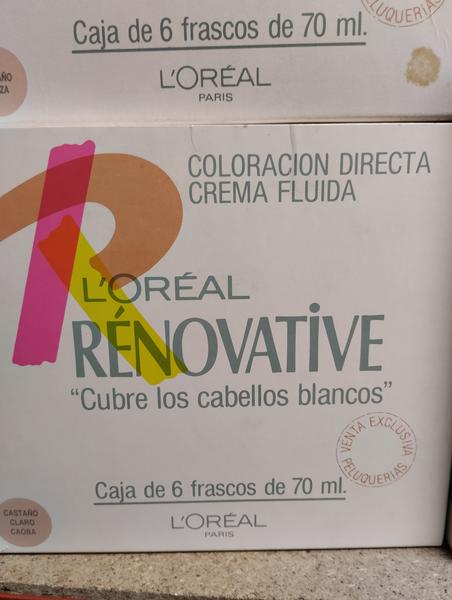 Caja de 6 frascos de 70 ml.
L'ORÉAL
PARIS
PELUQUERIAS
COLORACION DIRECTA
CREMA FLUIDA
L'ORÉAL
RÉNOVATIVE
"Cubre los cabellos blancos"
VENTA EXCLUSIVA
PELUQUERIAS
Caja de 6 frascos de 70 ml.
L'ORÉAL
PARIS
CASTAÑO
CLARO
CAOBA